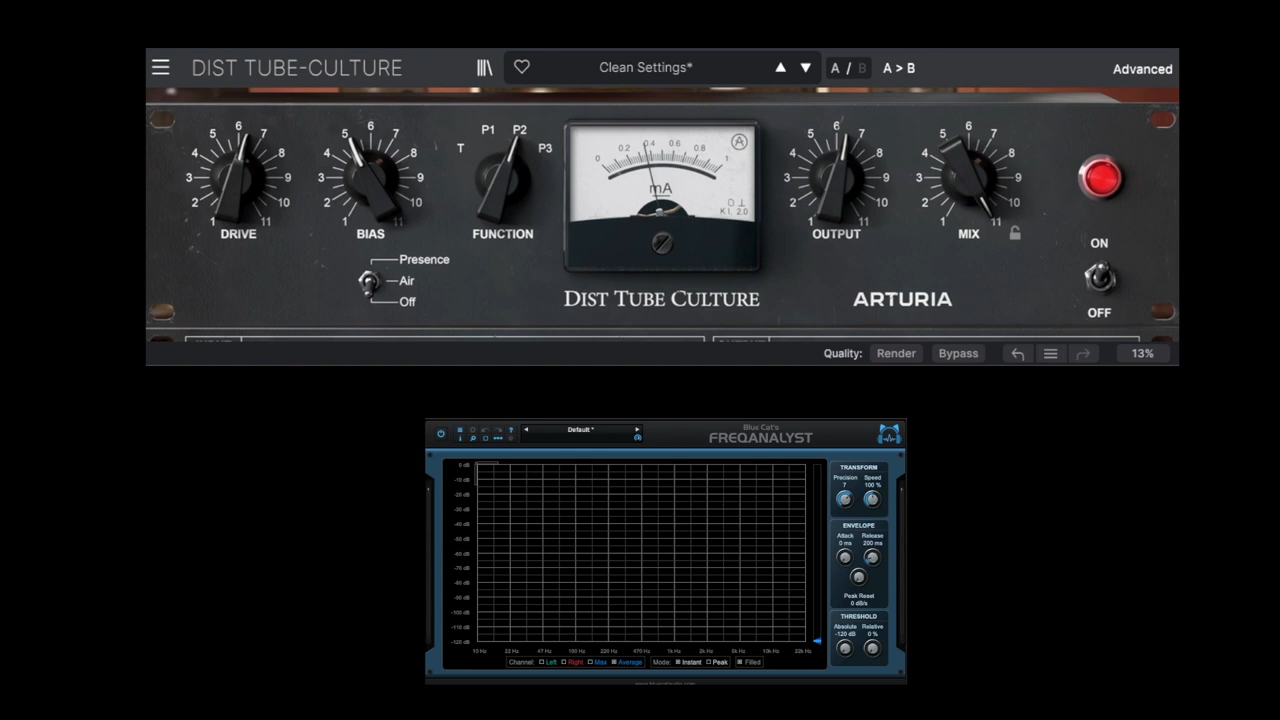 DIST TUBE-CULTURE
Clean Settings*
A / B
A > B
Advanced
1 2 3 4 5 6 7 8 9 10 11
DRIVE
1 2 3 4 5 6 7 8 9 10 11
BIAS
T P1 P2 P3
FUNCTION
0 0.2 0.4 0.6 0.8 1
mA
K l. 2.0
1 2 3 4 5 6 7 8 9 10 11
OUTPUT
1 2 3 4 5 6 7 8 9 10 11
MIX
ON
OFF
Presence
Air
Off
DIST TUBE CULTURE
ARTURIA
Quality: Render Bypass 13%
Default *
Blue Cat's
FREQANALYST
0 dB
-10 dB
-20 dB
-30 dB
-40 dB
-50 dB
-60 dB
-70 dB
-80 dB
-90 dB
-100 dB
-110 dB
-120 dB
10 Hz 22 Hz 47 Hz 100 Hz 220 Hz 470 Hz 1k Hz 2k Hz 5k Hz 10k Hz 22k Hz
Channel: Left Right Max Average Mode: Instant Peak Filled
TRANSFORM
Precision Speed
7 100 %
ENVELOPE
Attack Release
0 ms 200 ms
Peak Reset
0 dB/s
THRESHOLD
Absolute Relative
-120 dB 0 %